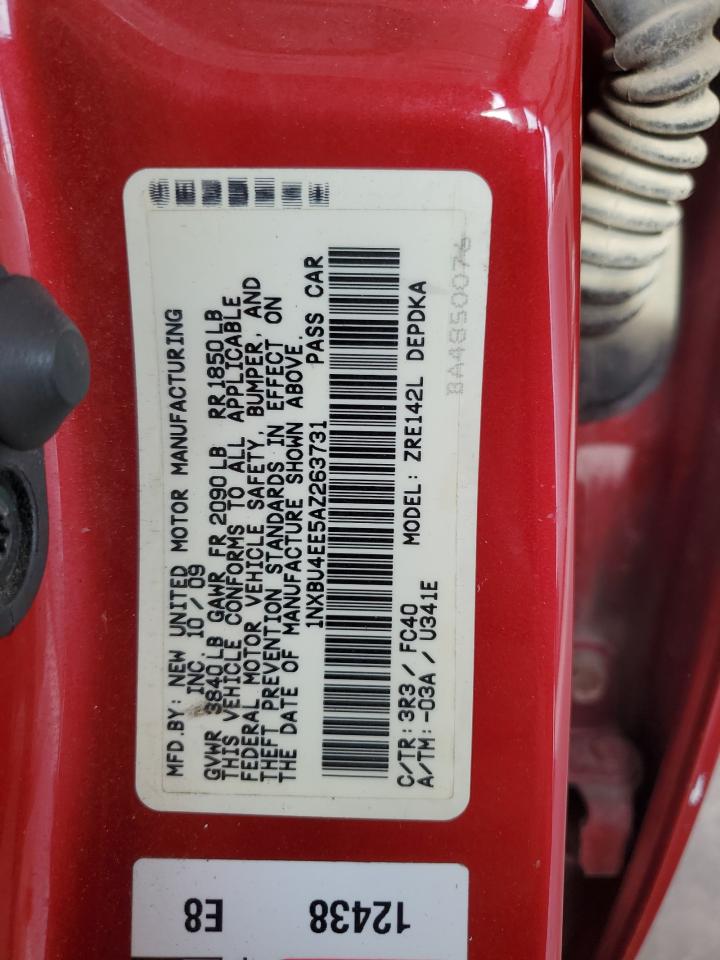 MFD.BY: NEW UNITED MOTOR MANUFACTURING
INC. 10/09
GVWR 3840LB GAWR FR 2090LB RR1850LB
THIS VEHICLE CONFORMS TO ALL APPLICABLE
FEDERAL MOTOR VEHICLE SAFETY, BUMPER, AND
THEFT PREVENTION STANDARDS IN EFFECT ON
THE DATE OF MANUFACTURE SHOWN ABOVE.
1NXBU4EE5AZ263731 PASS CAR
C/TR: 3R3/FC40 MODEL: ZRE142L DEPDKA
A/TM:-03A/U341E
BA4850076
E8
12438